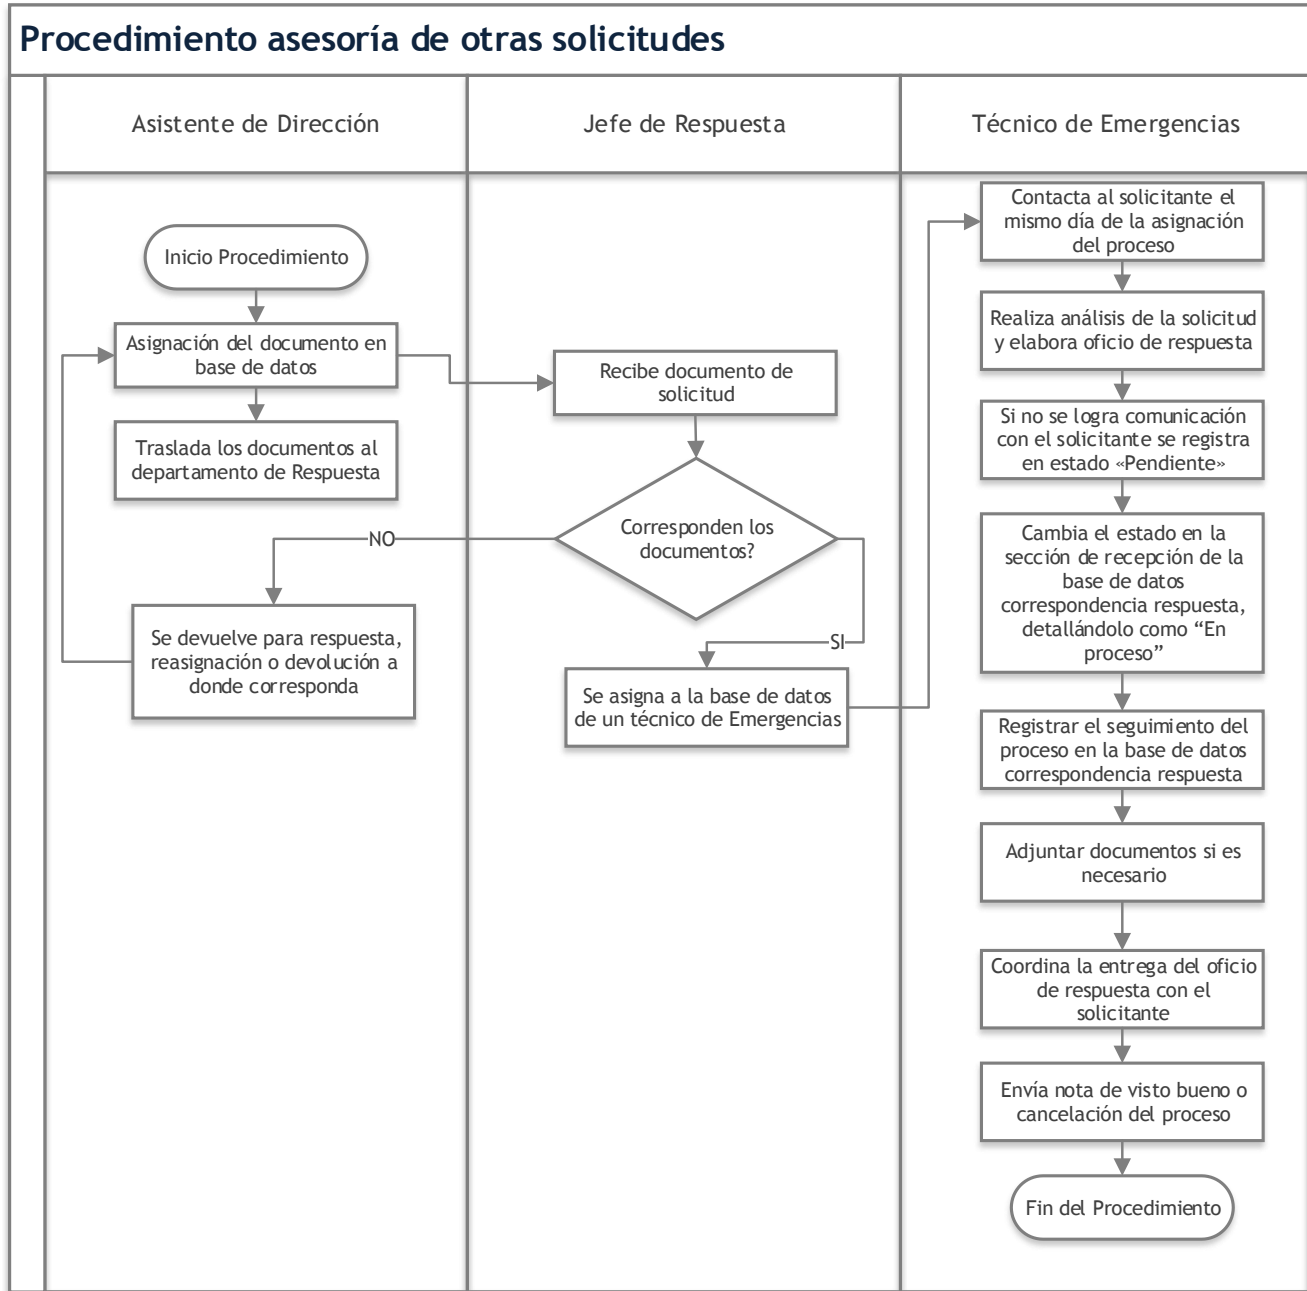 Procedimiento asesoría de otras solicitudes
Asistente de Dirección
Jefe de Respuesta
Técnico de Emergencias
Inicio Procedimiento
Asignación del documento en
base de datos
Traslada los documentos al
departamento de Respuesta
NO
Se devuelve para respuesta,
reasignación o devolución a
donde corresponda
Recibe documento de
solicitud
Corresponden los
documentos?
SI
Se asigna a la base de datos
de un técnico de Emergencias
Contacta al solicitante el
mismo día de la asignación
del proceso
Realiza análisis de la solicitud
y elabora oficio de respuesta
Si no se logra comunicación
con el solicitante se registra
en estado «Pendiente»
Cambia el estado en la
sección de recepción de la
base de datos
correspondencia respuesta,
detallándolo como “En
proceso”
Registrar el seguimiento del
proceso en la base de datos
correspondencia respuesta
Adjuntar documentos si es
necesario
Coordina la entrega del oficio
de respuesta con el
solicitante
Envía nota de visto bueno o
cancelación del proceso
Fin del Procedimiento